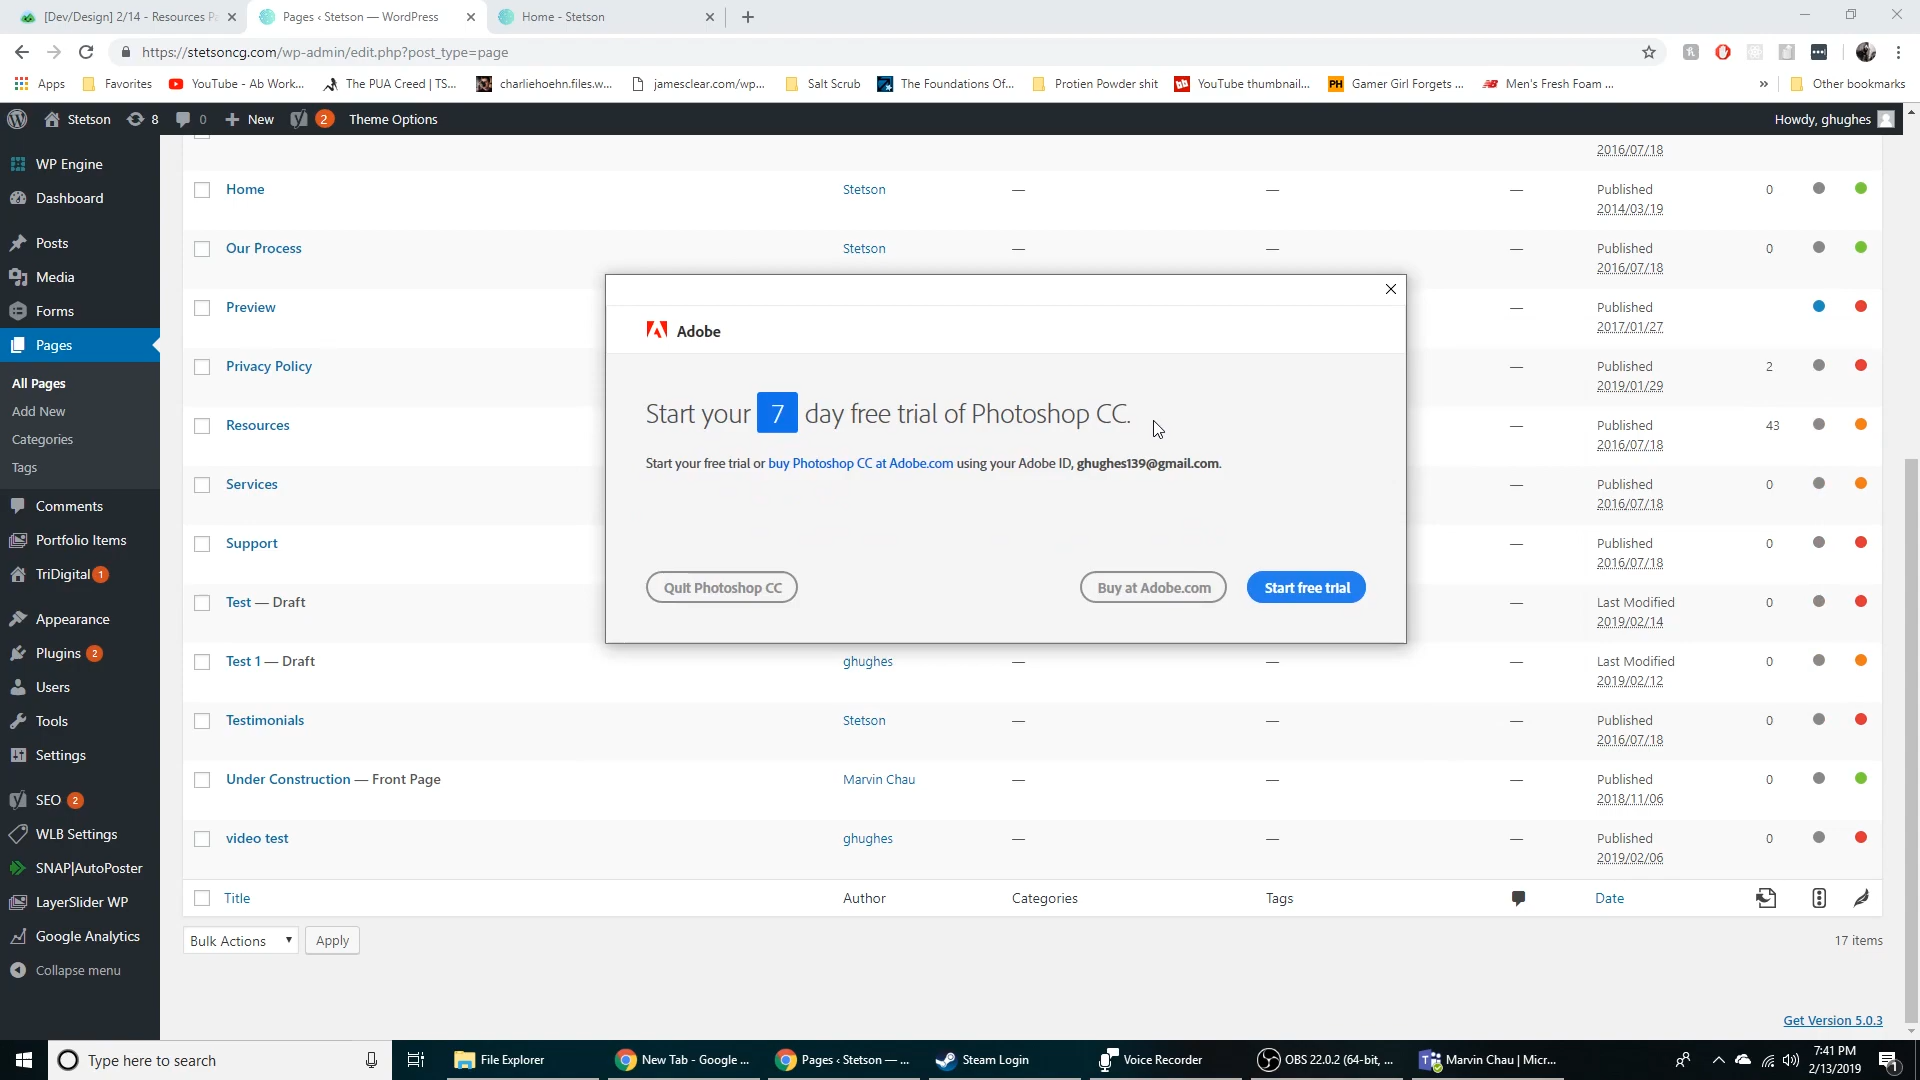 [Dev/Design] 2/14 - Resources Pa
Pages ‹ Stetson — WordPress
Home - Stetson
https://stetsoncg.com/wp-admin/edit.php?post_type=page
Apps
Favorites
YouTube - Ab Work...
The PUA Creed | TS...
charliehoehn.files.w...
jamesclear.com/wp...
Salt Scrub
The Foundations Of...
Protien Powder shit
YouTube thumbnail...
PH
Gamer Girl Forgets ...
Men's Fresh Foam ...
»
Other bookmarks
Stetson
8
0
New
2
Theme Options
Howdy, ghughes
WP Engine
Dashboard
Posts
Media
Forms
Pages
All Pages
Add New
Categories
Tags
Comments
Portfolio Items
TriDigital 1
Appearance
Plugins 2
Users
Tools
Settings
SEO 2
WLB Settings
SNAP|AutoPoster
LayerSlider WP
Google Analytics
Collapse menu
2016/07/18
Home Stetson — — — Published 0
2014/03/19
Our Process Stetson — — — Published 0
2016/07/18
Preview — Published
2017/01/27
Privacy Policy — Published 2
2019/01/29
Resources — Published 43
2016/07/18
Services — Published 0
2016/07/18
Support — Published 0
2016/07/18
Test — Draft — Last Modified 0
2019/02/14
Test 1 — Draft ghughes — — — Last Modified 0
2019/02/12
Testimonials Stetson — — — Published 0
2016/07/18
Under Construction — Front Page Marvin Chau — — — Published 0
2018/11/06
video test ghughes — — — Published 0
2019/02/06
Title Author Categories Tags Date
Bulk Actions
Apply
17 items
Get Version 5.0.3
Adobe
Start your 7 day free trial of Photoshop CC.
Start your free trial or buy Photoshop CC at Adobe.com using your Adobe ID, ghughes139@gmail.com.
Quit Photoshop CC
Buy at Adobe.com
Start free trial
Type here to search
File Explorer
New Tab - Google ...
Pages ‹ Stetson — ...
Steam Login
Voice Recorder
OBS 22.0.2 (64-bit, ...
Marvin Chau | Micr...
7:41 PM
2/13/2019
1